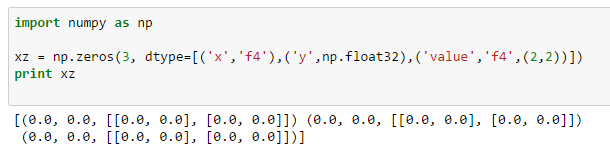 import numpy as np
xz = np.zeros(3, dtype=[('x','f4'),('y',np.float32),('value','f4',(2,2))])
print xz
[(0.0, 0.0, [[0.0, 0.0], [0.0, 0.0]]) (0.0, 0.0, [[0.0, 0.0], [0.0, 0.0]])
(0.0, 0.0, [[0.0, 0.0], [0.0, 0.0]])]